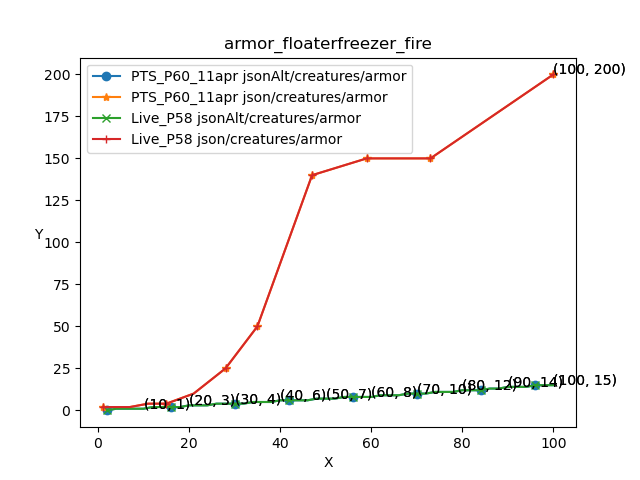 armor_floaterfreezer_fire
PTS_P60_11apr jsonAlt/creatures/armor
PTS_P60_11apr json/creatures/armor
Live_P58 jsonAlt/creatures/armor
Live_P58 json/creatures/armor
(100, 200)
200
175
150
125
Y
100
75
50
25
0
(10, 1)
(20, 3)
(30, 4)
(40, 6)
(50, 7)
(60, 8)
(70, 10)
(80, 12)
(90, 14)
(100, 15)
0 20 40 60 80 100
X